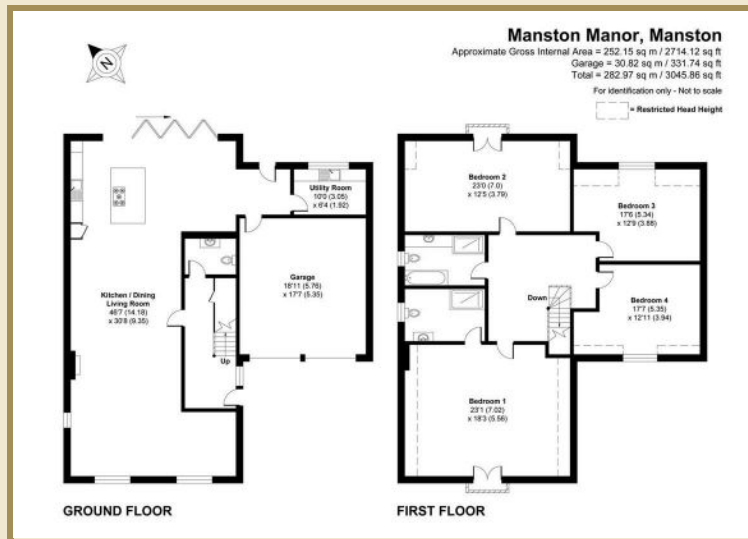 Manston Manor, Manston
Approximate Gross Internal Area = 252.15 sq m / 2714.12 sq ft
Garage = 30.82 sq m / 331.74 sq ft
Total = 282.97 sq m / 3045.86 sq ft
For identification only - Not to scale
= Restricted Head Height
N
Utility Room
10'0 (3.05)
x 6'4 (1.92)
Garage
18'11 (5.76)
x 17'7 (5.35)
Kitchen / Dining
Living Room
46'7 (14.18)
x 30'8 (9.35)
Up
GROUND FLOOR
Bedroom 2
23'0 (7.0)
x 12'5 (3.79)
Bedroom 3
17'6 (5.34)
x 12'9 (3.88)
Down
Bedroom 4
17'7 (5.35)
x 12'11 (3.94)
Bedroom 1
23'1 (7.02)
x 18'3 (5.56)
FIRST FLOOR